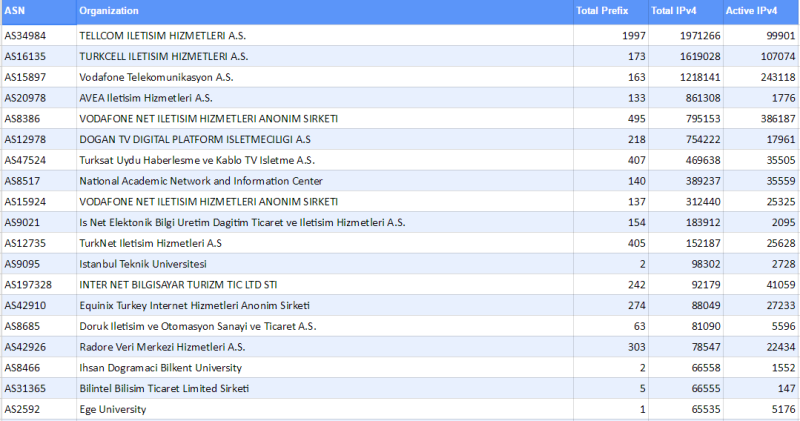 ASN Organization Total Prefix Total IPv4 Active IPv4
AS34984 TELLCOM ILETISIM HIZMETLERI A.S. 1997 1971266 99901
AS16135 TURKCELL ILETISIM HIZMETLERI A.S. 173 1619028 107074
AS15897 Vodafone Telekomunikasyon A.S. 163 1218141 243118
AS20978 AVEA Iletisim Hizmetleri A.S. 133 861308 1776
AS8386 VODAFONE NET ILETISIM HIZMETLERI ANONIM SIRKETI 495 795153 386187
AS12978 DOGAN TV DIGITAL PLATFORM ISLETMECILIGI A.S 218 754222 17961
AS47524 Turksat Uydu Haberlesme ve Kablo TV Isletme A.S. 407 469638 35505
AS8517 National Academic Network and Information Center 140 389237 35559
AS15924 VODAFONE NET ILETISIM HIZMETLERI ANONIM SIRKETI 137 312440 25325
AS9021 Is Net Elektonik Bilgi Uretim Dagitim Ticaret ve Iletisim Hizmetleri A.S. 154 183912 2095
AS12735 TurkNet Iletisim Hizmetleri A.S 405 152187 25628
AS9095 Istanbul Teknik Universitesi 2 98302 2728
AS197328 INTER NET BILGISAYAR TURIZM TIC LTD STI 242 92179 41059
AS42910 Equinix Turkey Internet Hizmetleri Anonim Sirketi 274 88049 27233
AS8685 Doruk Iletisim ve Otomasyon Sanayi ve Ticaret A.S. 63 81090 5596
AS42926 Radore Veri Merkezi Hizmetleri A.S. 303 78547 22434
AS8466 Ihsan Dogramaci Bilkent University 2 66558 1552
AS31365 Bilintel Bilisim Ticaret Limited Sirketi 5 66555 147
AS2592 Ege University 1 65535 5176